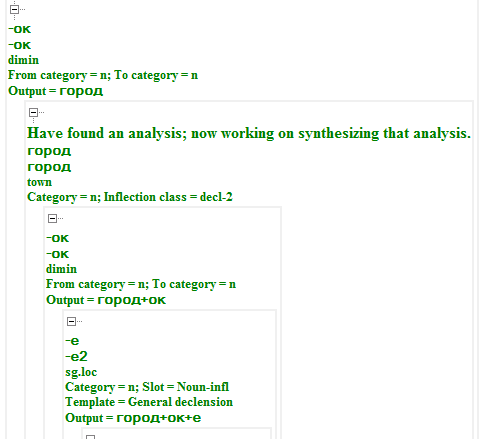 -ок
-ок
dimin
From category = n; To category = n
Output = город
Have found an analysis; now working on synthesizing that analysis.
город
город
town
Category = n; Inflection class = decl-2
-ок
-ок
dimin
From category = n; To category = n
Output = город+ок
-е
-е2
sg.loc
Category = n; Slot = Noun-infl
Template = General declension
Output = город+ок+е